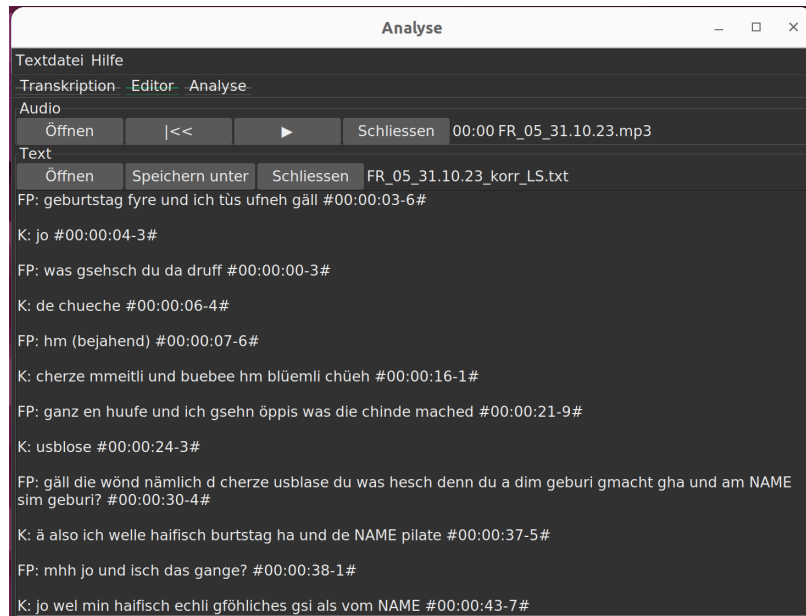 Analyse
Textdatei Hilfe
Transkription Editor Analyse
Audio
Öffnen |<< ▶ Schliessen 00:00 FR_05_31.10.23.mp3
Text
Öffnen Speichern unter Schliessen FR_05_31.10.23_korr_LS.txt
FP: geburtstag fyre und ich tùs ufneh gäll #00:00:03-6#
K: jo #00:00:04-3#
FP: was gsehsch du da druff #00:00:00-3#
K: de chueche #00:00:06-4#
FP: hm (bejahend) #00:00:07-6#
K: cherze mmeitli und buebee hm blüemli chüeh #00:00:16-1#
FP: ganz en huufe und ich gsehn öppis was die chinde mached #00:00:21-9#
K: usblose #00:00:24-3#
FP: gäll die wönd nämlich d cherze usblase du was hesch denn du a dim geburi gmacht gha und am NAME
sim geburi? #00:00:30-4#
K: ä also ich welle haifisch burtstag ha und de NAME pilate #00:00:37-5#
FP: mhh jo und isch das gange? #00:00:38-1#
K: jo wel min haifisch echli gföhliches gsi als vom NAME #00:00:43-7#